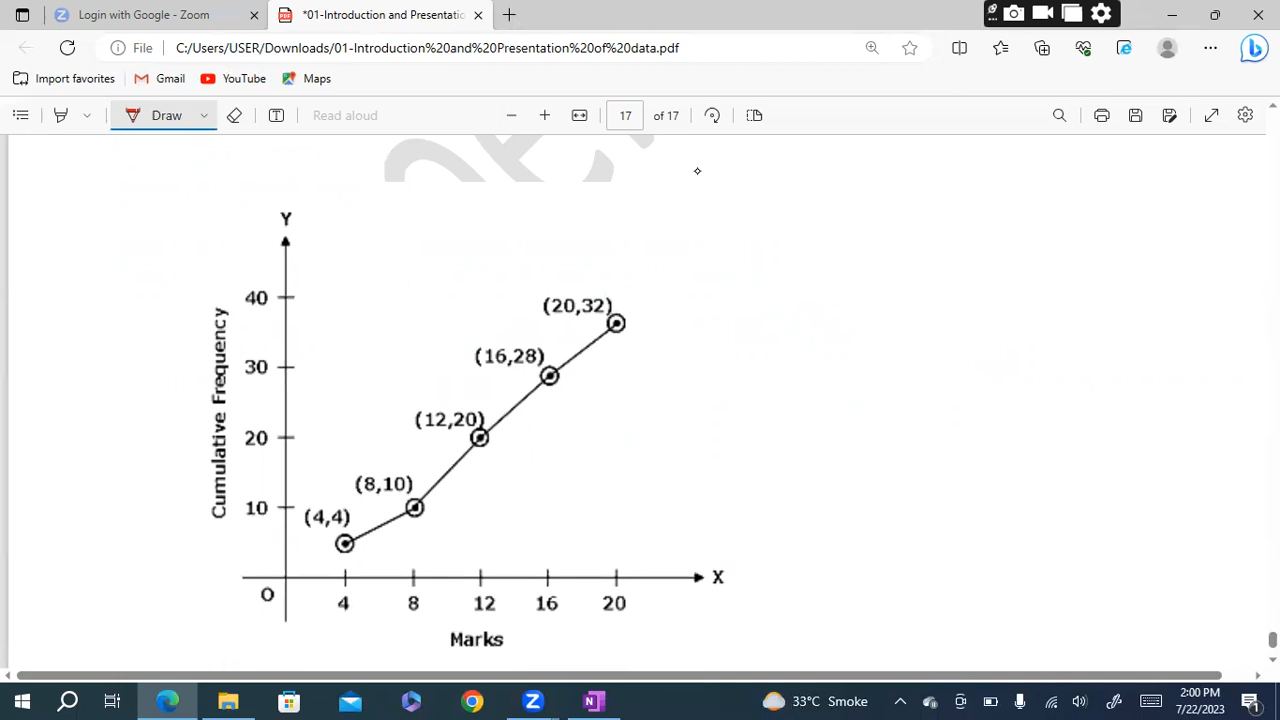 Login with Google - Zoom
*01-Introduction and Presentatio
File C:/Users/USER/Downloads/01-Introduction%20and%20Presentation%20of%20data.pdf
Import favorites Gmail YouTube Maps
Draw Read aloud 17 of 17
Y
40
30
20
10
Cumulative Frequency
(20,32)
(16,28)
(12,20)
(8,10)
(4,4)
O 4 8 12 16 20 X
Marks
33°C Smoke
2:00 PM
7/22/2023